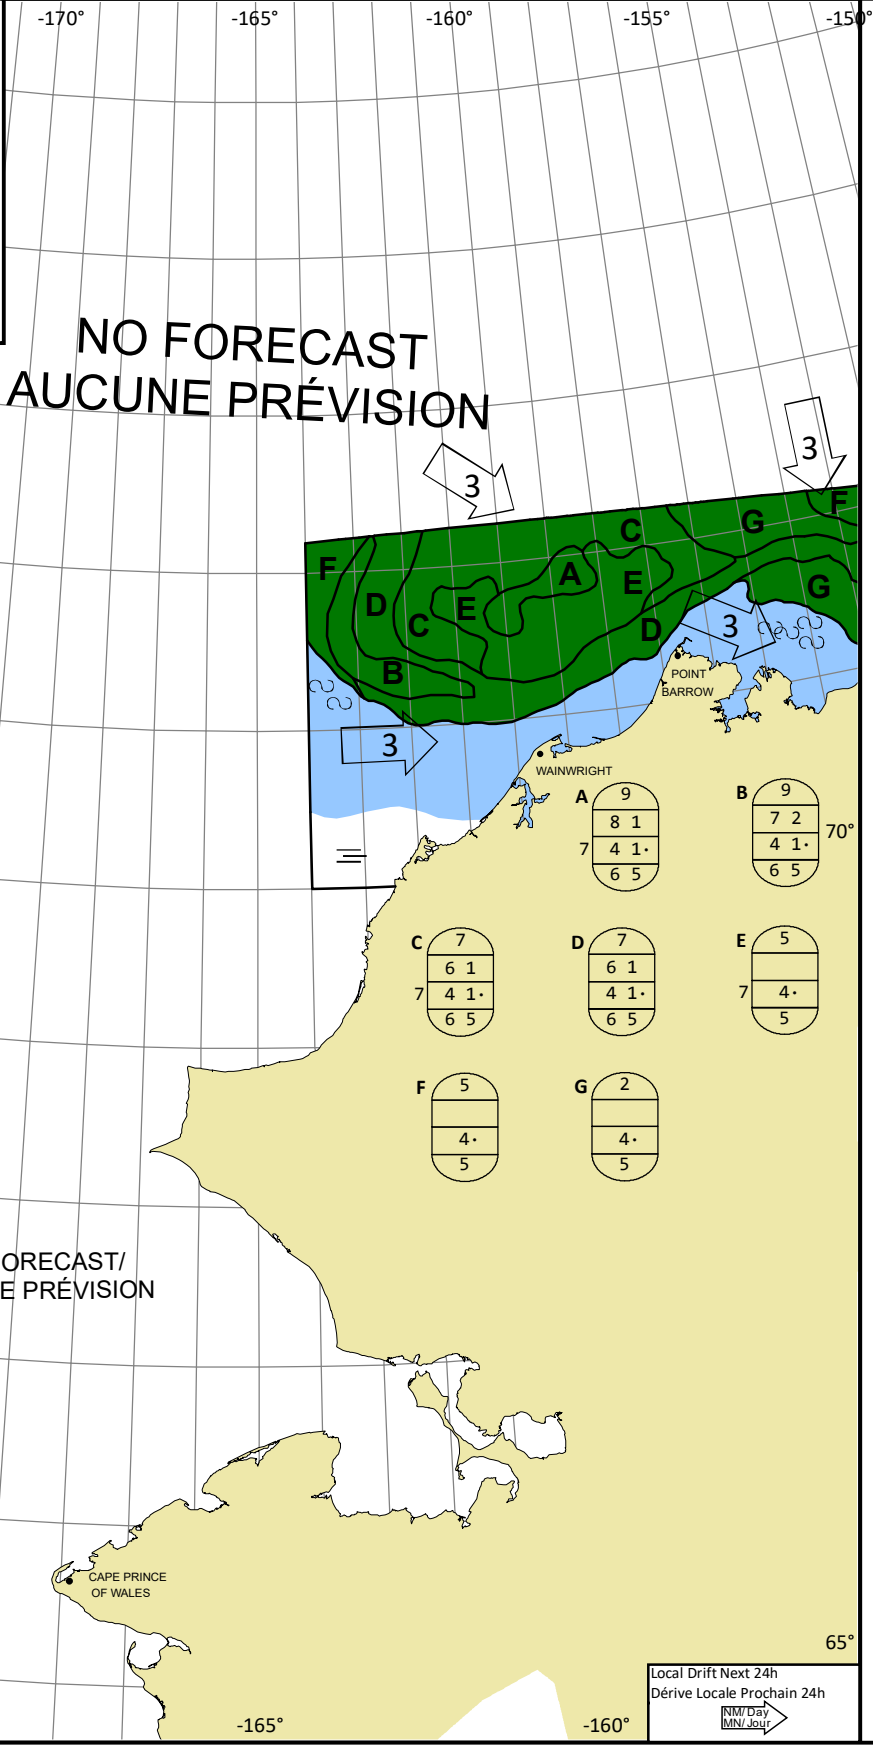 -170° -165° -160° -155° -150°
NO FORECAST
AUCUNE PRÉVISION
3
3
F
C
G
F
A
E
G
D
C
E
D
3
B
3
POINT
BARROW
WAINWRIGHT
A 9
8 1
7 4 1•
6 5
B 9
7 2
4 1•
6 5
70°
C 7
6 1
7 4 1•
6 5
D 7
6 1
4 1•
6 5
E 5
7 4•
5
F 5
4•
5
G 2
4•
5
ORECAST/
E PRÉVISION
CAPE PRINCE
OF WALES
65°
-165° -160°
Local Drift Next 24h
Dérive Locale Prochain 24h
NM/Day
MN/Jour